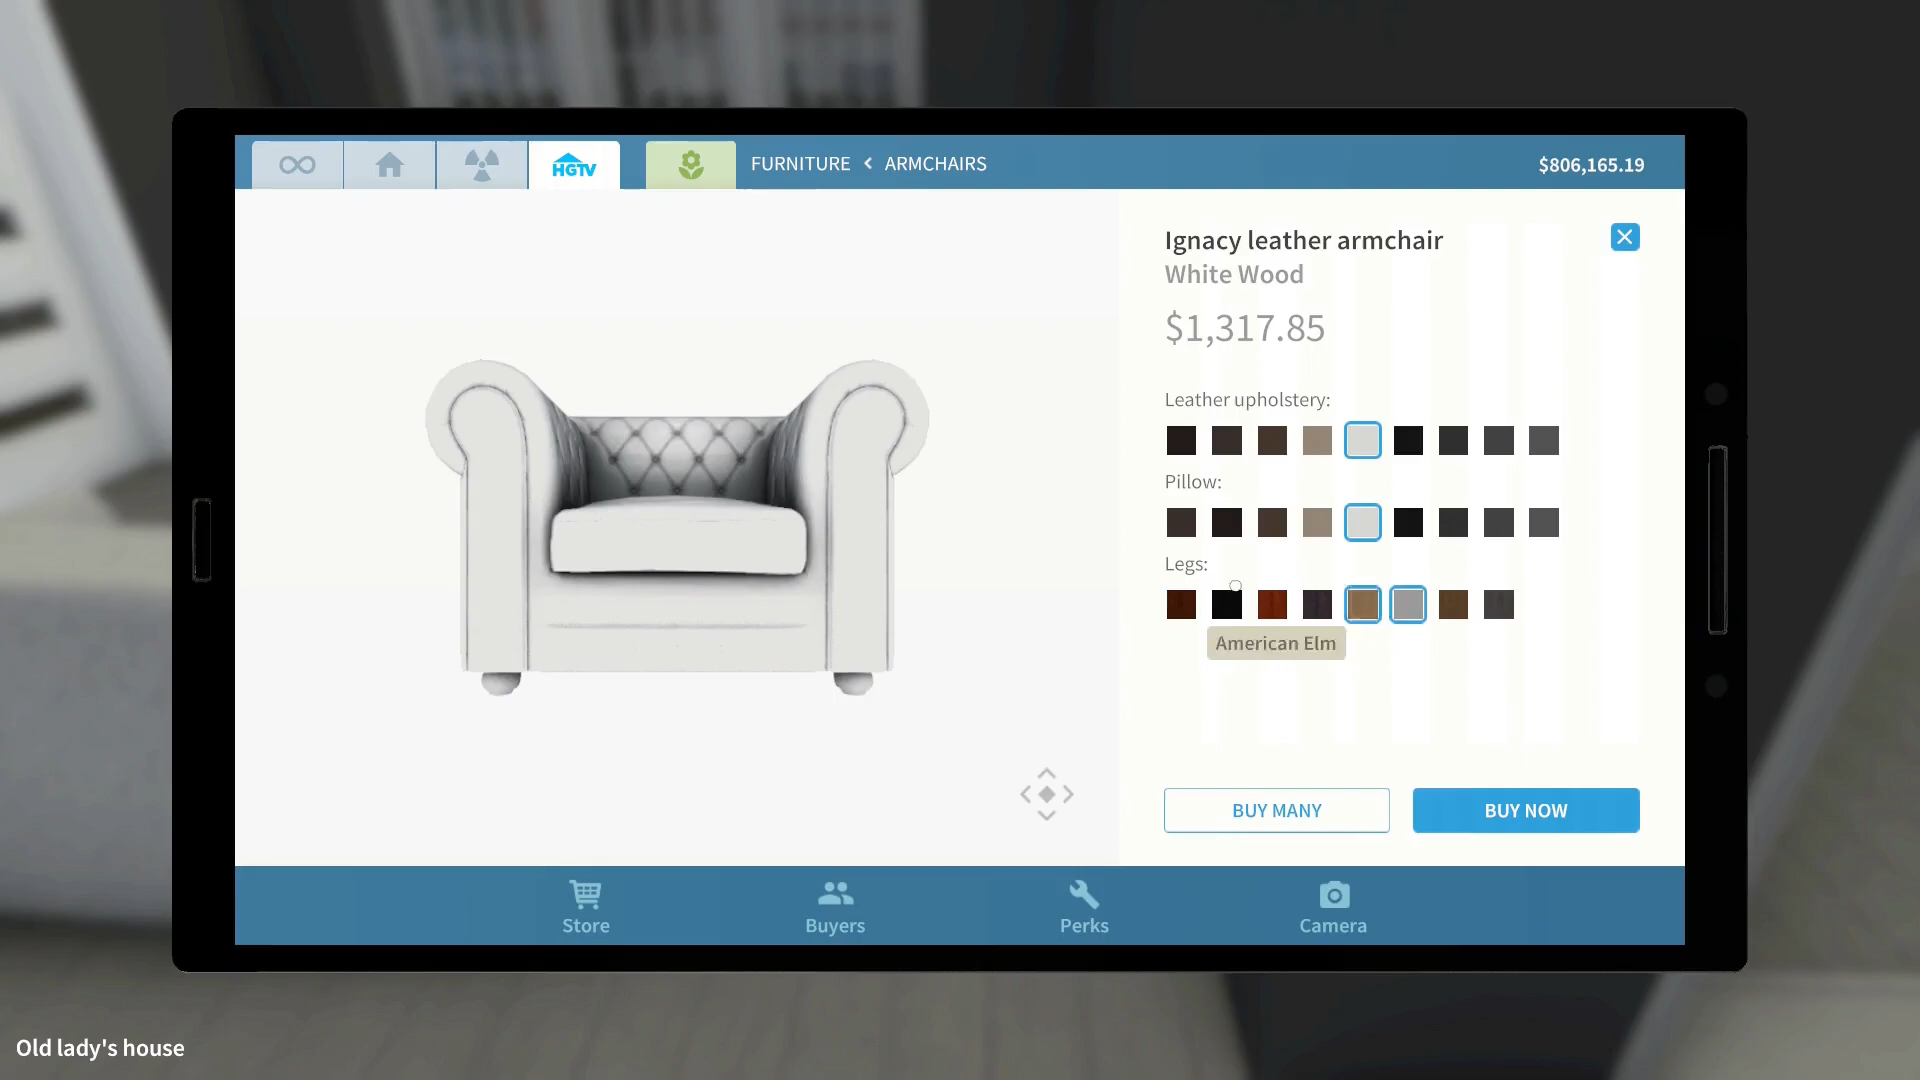 HGTV
FURNITURE < ARMCHAIRS
$806,165.19
Ignacy leather armchair
White Wood
$1,317.85
Leather upholstery:
Pillow:
Legs:
American Elm
BUY MANY
BUY NOW
Store
Buyers
Perks
Camera
Old lady's house